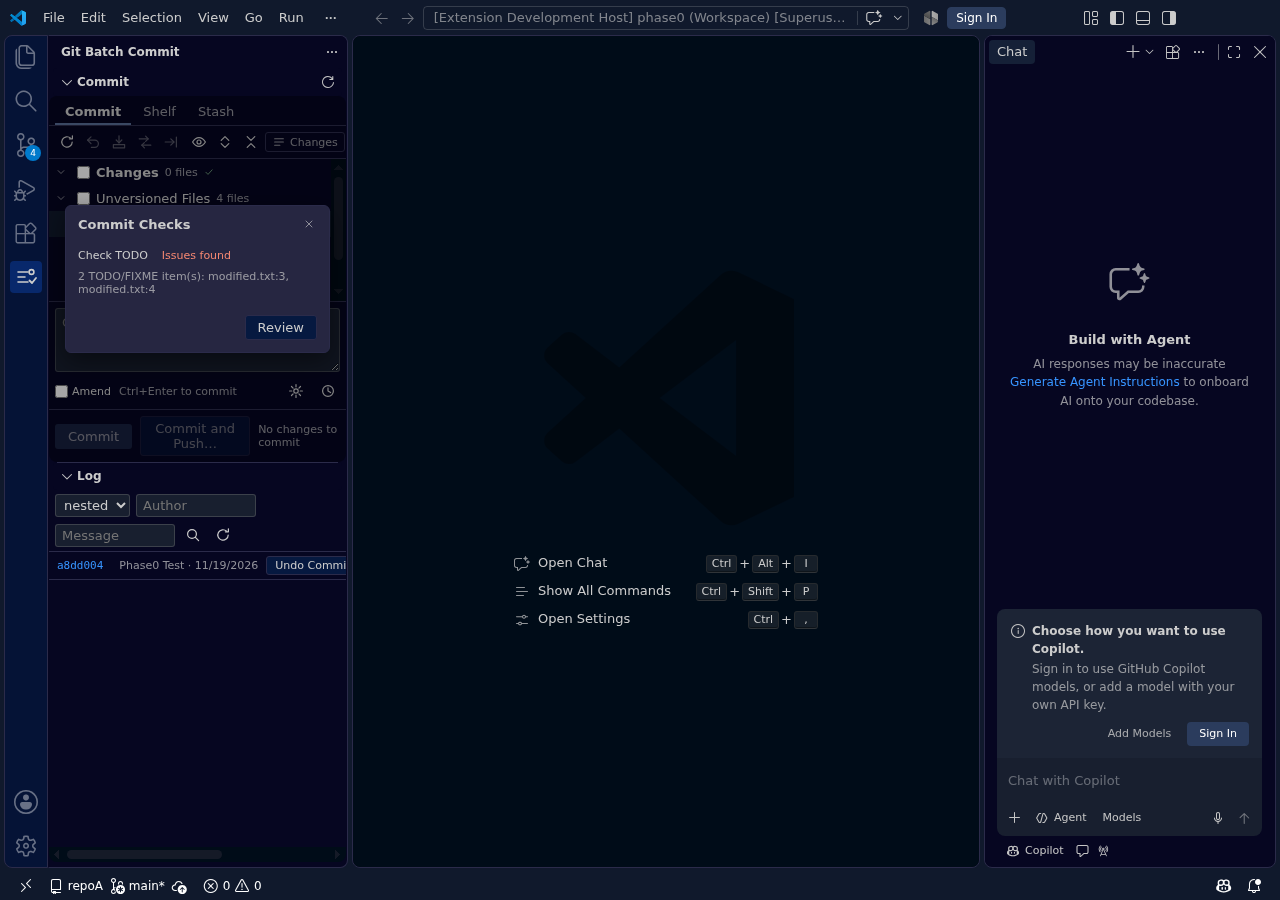 File Edit Selection View Go Run ···
[Extension Development Host] phase0 (Workspace) [Superus...
Sign In
Git Batch Commit
Commit
Commit Shelf Stash
Changes
Changes 0 files
Unversioned Files 4 files
4
Commit Checks
Check TODO Issues found
2 TODO/FIXME item(s): modified.txt:3,
modified.txt:4
Review
Amend Ctrl+Enter to commit
Commit
Commit and
Push...
No changes to
commit
Log
nested Author
Message
a8dd004 Phase0 Test · 11/19/2026 Undo Commi
Open Chat Ctrl + Alt + I
Show All Commands Ctrl + Shift + P
Open Settings Ctrl + ,
Chat
Build with Agent
AI responses may be inaccurate
Generate Agent Instructions to onboard
AI onto your codebase.
Choose how you want to use
Copilot.
Sign in to use GitHub Copilot
models, or add a model with your
own API key.
Add Models Sign In
Chat with Copilot
Agent Models
Copilot
repoA main* 0 0